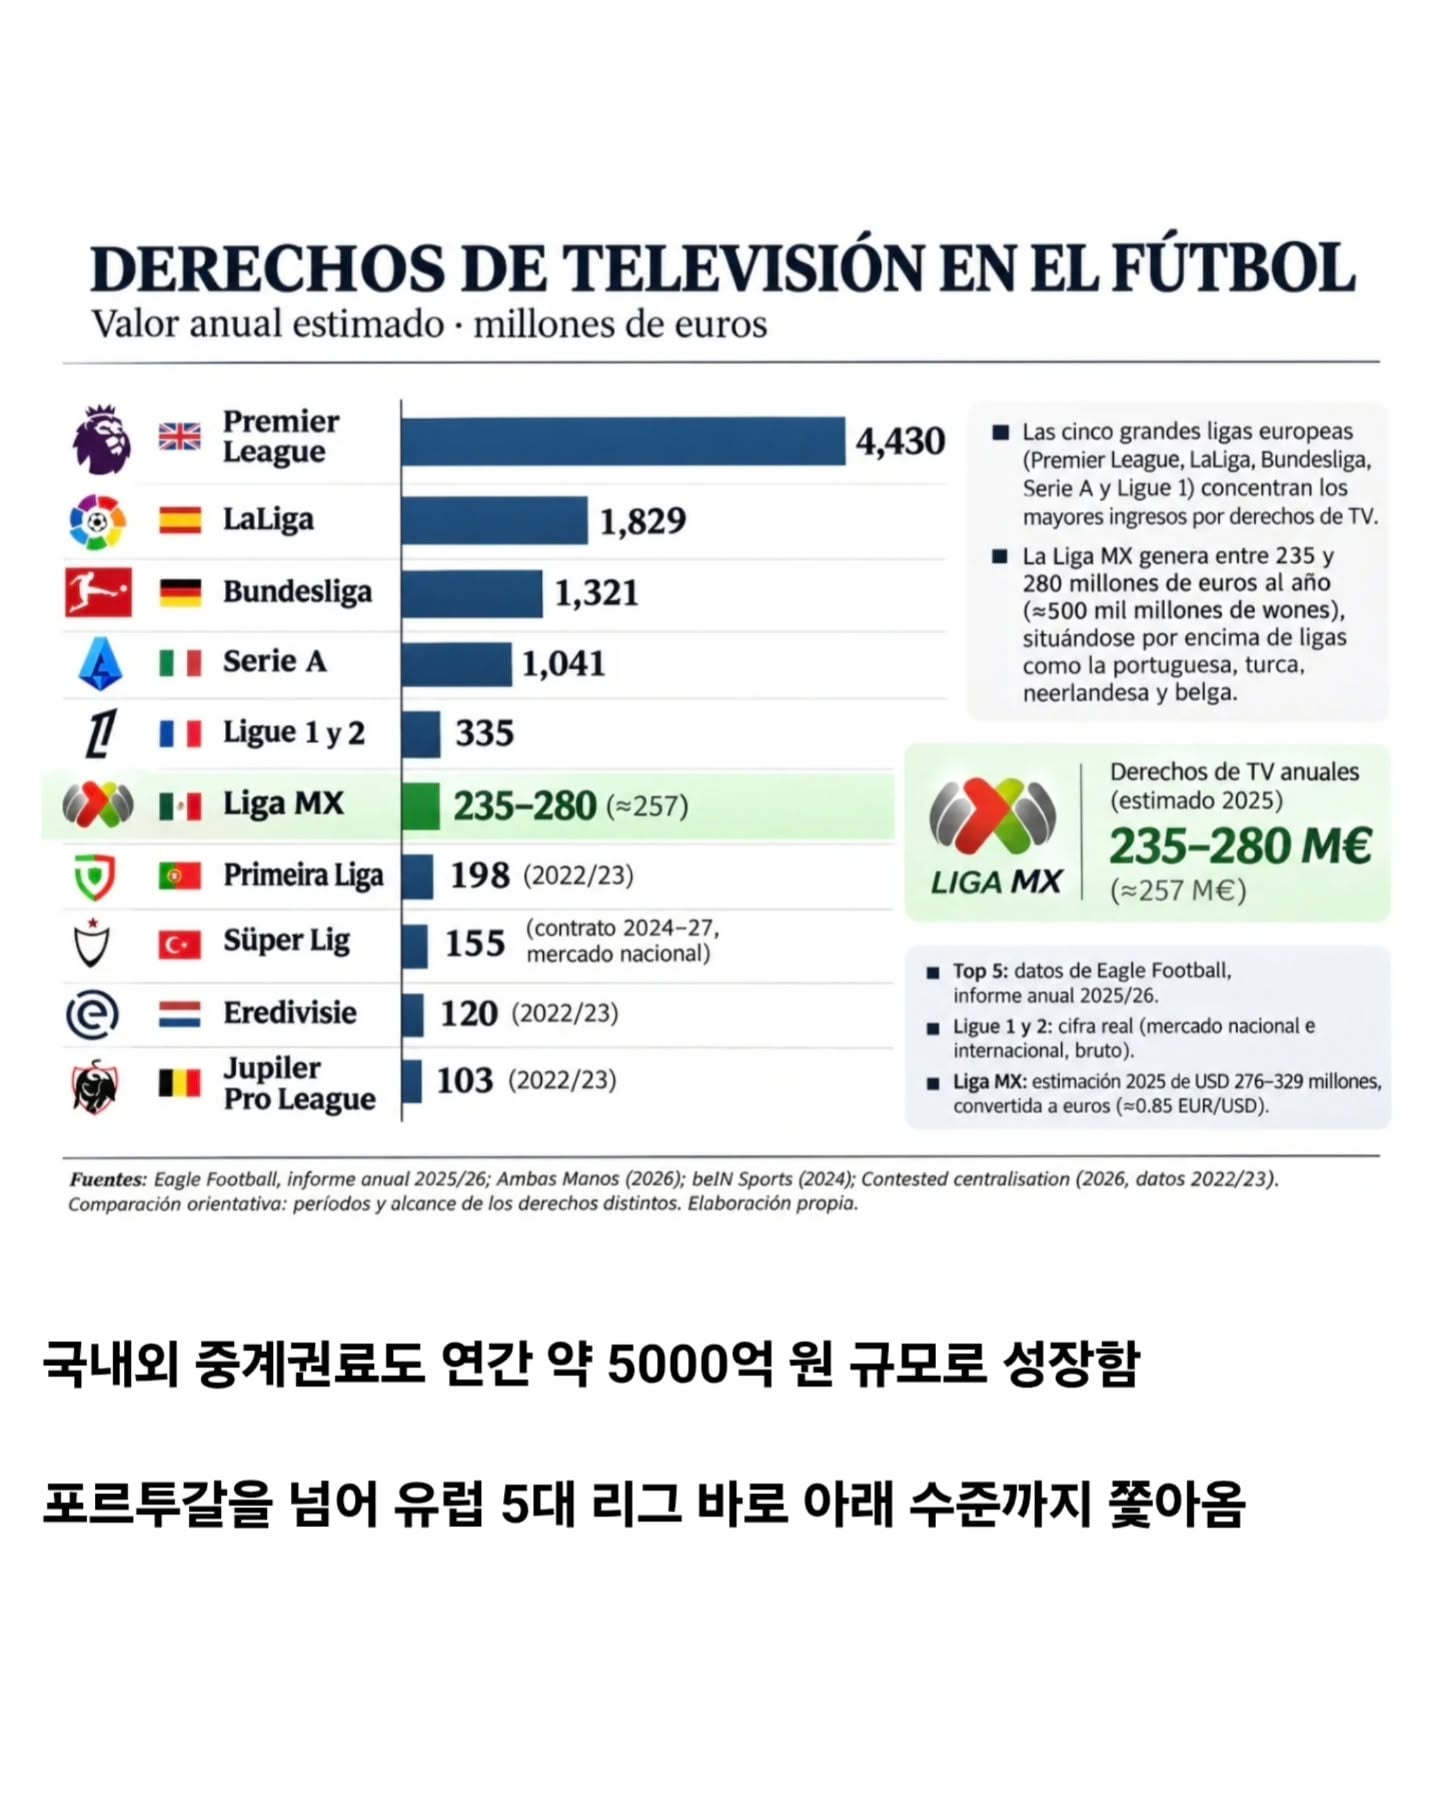 DERECHOS DE TELEVISIÓN EN EL FÚTBOL
Valor anual estimado · millones de euros
Premier
League
4,430
LaLiga
1,829
Bundesliga
1,321
Serie A
1,041
Ligue 1 y 2
335
Liga MX
235–280 (≈257)
Primeira Liga
198 (2022/23)
Süper Lig
155 (contrato 2024–27,
mercado nacional)
Eredivisie
120 (2022/23)
Jupiler
Pro League
103 (2022/23)
■ Las cinco grandes ligas europeas
(Premier League, LaLiga, Bundesliga,
Serie A y Ligue 1) concentran los
mayores ingresos por derechos de TV.
■ La Liga MX genera entre 235 y
280 millones de euros al año
(≈500 mil millones de wones),
situándose por encima de ligas
como la portuguesa, turca,
neerlandesa y belga.
LIGA MX
Derechos de TV anuales
(estimado 2025)
235–280 M€
(≈257 M€)
■ Top 5: datos de Eagle Football,
informe anual 2025/26.
■ Ligue 1 y 2: cifra real (mercado nacional e
internacional, bruto).
■ Liga MX: estimación 2025 de USD 276–329 millones,
convertida a euros (≈0.85 EUR/USD).
Fuentes: Eagle Football, informe anual 2025/26; Ambas Manos (2026); beIN Sports (2024); Contested centralisation (2026, datos 2022/23).
Comparación orientativa: períodos y alcance de los derechos distintos. Elaboración propia.
국내외 중계권료도 연간 약 5000억 원 규모로 성장함
포르투갈을 넘어 유럽 5대 리그 바로 아래 수준까지 쫓아옴